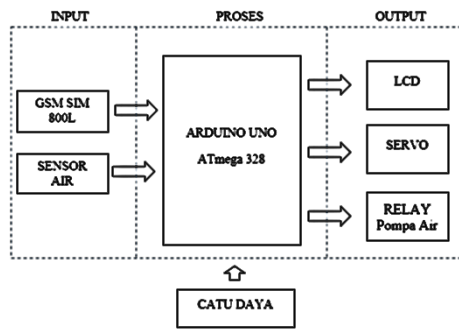 INPUT
PROSES
OUTPUT
GSM SIM
800L
SENSOR
AIR
ARDUINO UNO
ATmega 328
LCD
SERVO
RELAY
Pompa Air
CATU DAYA